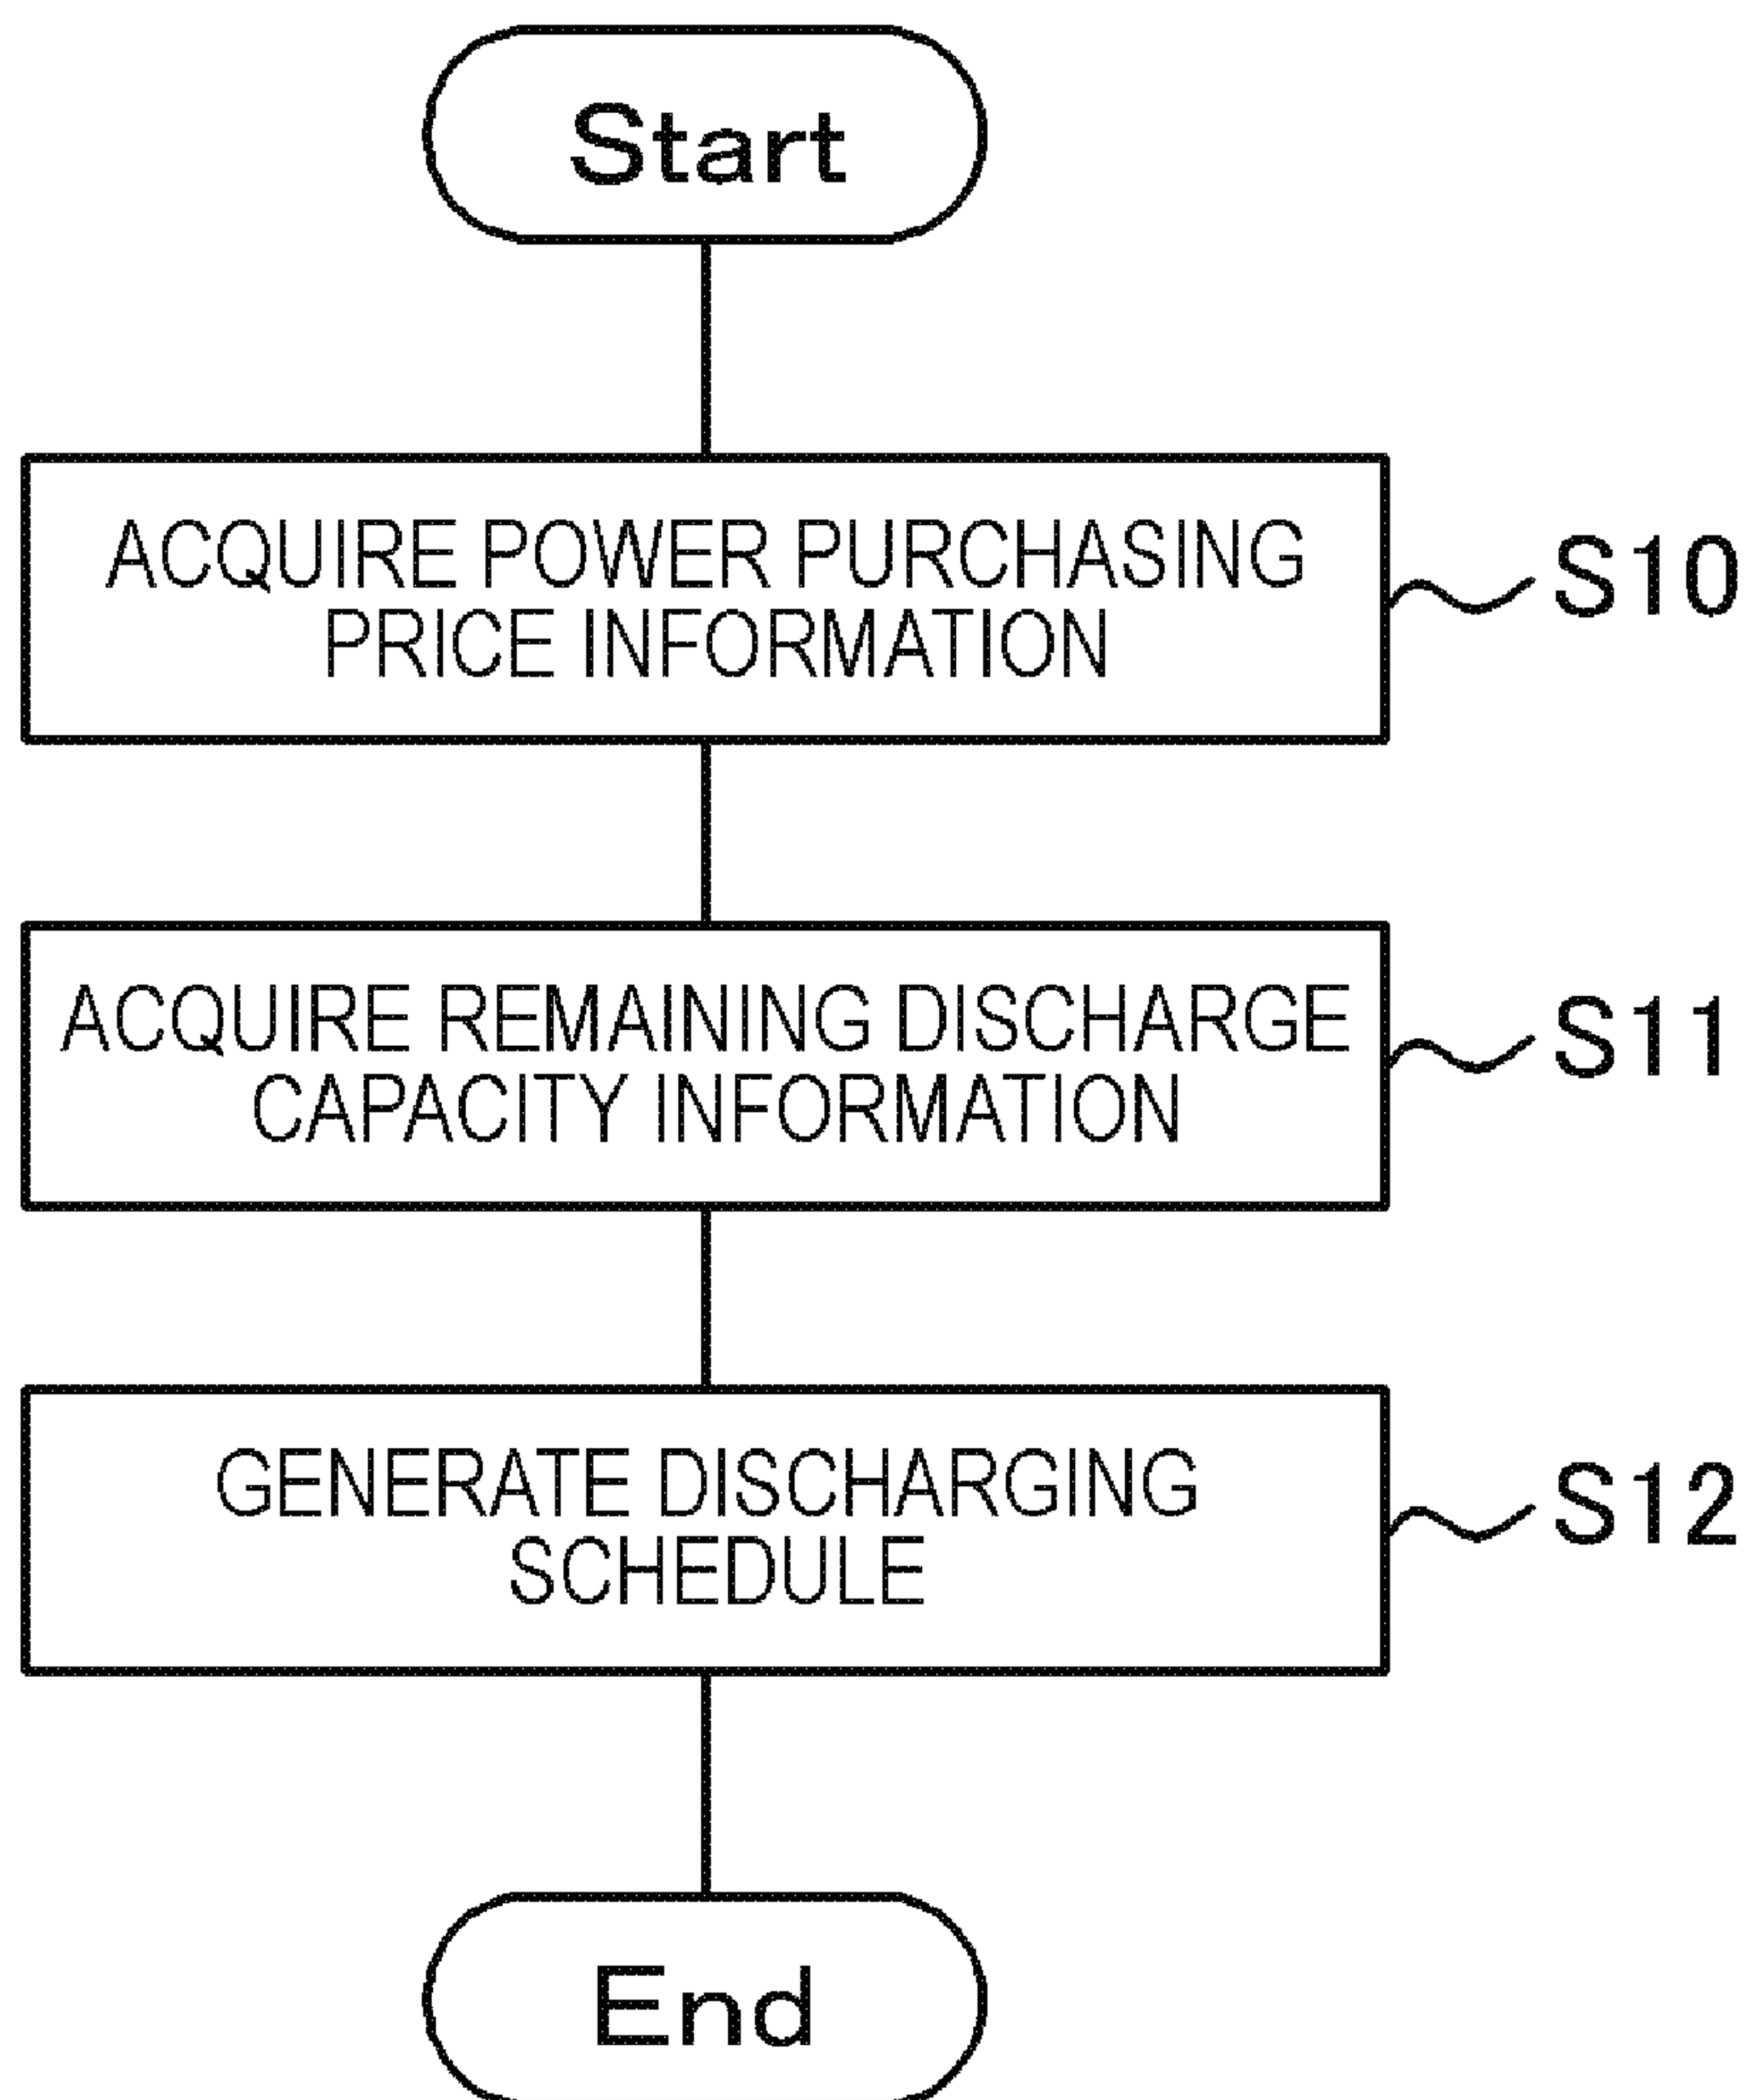 Start
ACQUIRE POWER PURCHASING
PRICE INFORMATION
S10
ACQUIRE REMAINING DISCHARGE
CAPACITY INFORMATION
S11
GENERATE DISCHARGING
SCHEDULE
S12
End